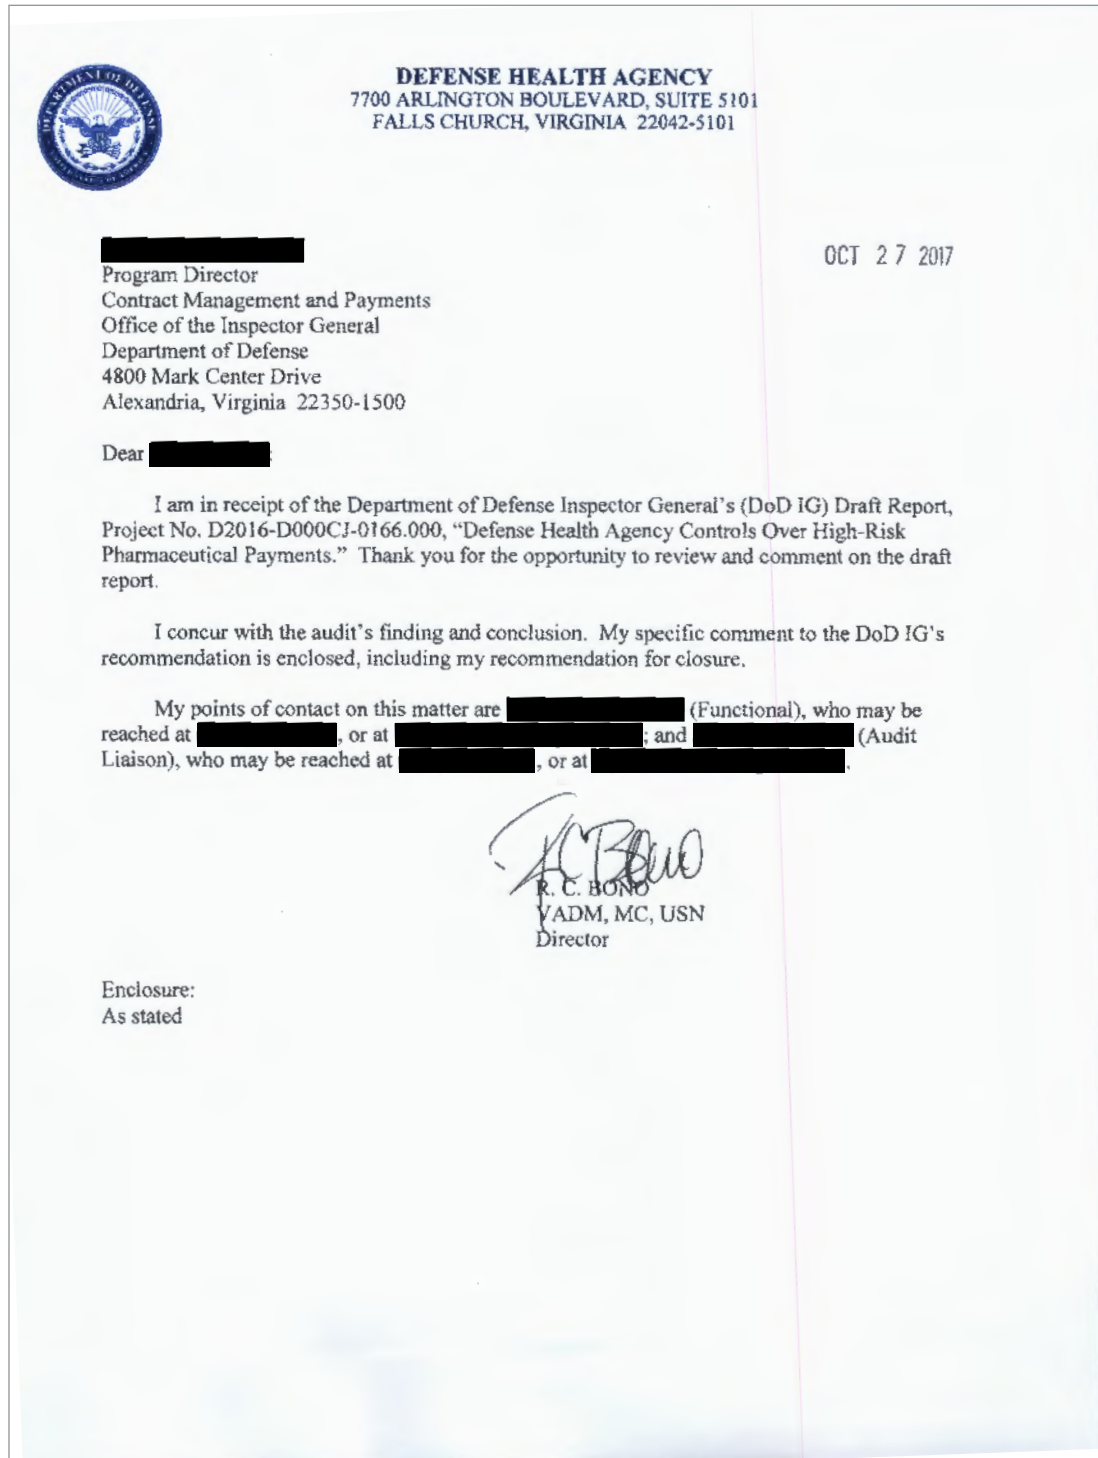 DEPARTMENT OF DEFENSE
DEFENSE HEALTH AGENCY
7700 ARLINGTON BOULEVARD, SUITE 5101
FALLS CHURCH, VIRGINIA 22042-5101
OCT 27 2017
Program Director
Contract Management and Payments
Office of the Inspector General
Department of Defense
4800 Mark Center Drive
Alexandria, Virginia 22350-1500
Dear :
I am in receipt of the Department of Defense Inspector General's (DoD IG) Draft Report,
Project No. D2016-D000CJ-0166.000, “Defense Health Agency Controls Over High-Risk
Pharmaceutical Payments.” Thank you for the opportunity to review and comment on the draft
report.
I concur with the audit's finding and conclusion. My specific comment to the DoD IG's
recommendation is enclosed, including my recommendation for closure.
My points of contact on this matter are (Functional), who may be
reached at , or at ; and (Audit
Liaison), who may be reached at , or at .
RCBono
R. C. BONO
VADM, MC, USN
Director
Enclosure:
As stated